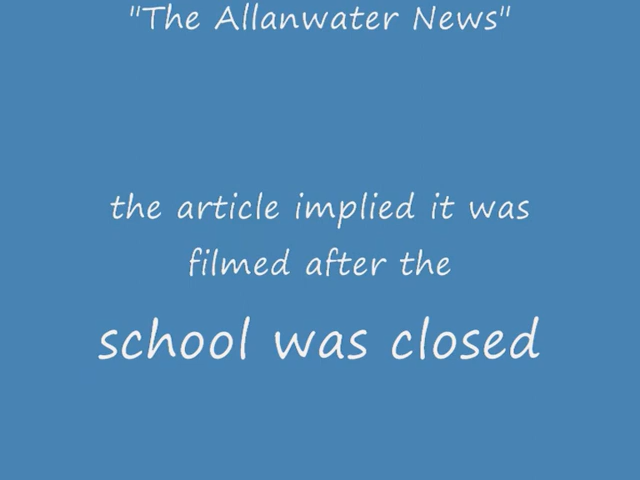 "The Allanwater News"
the article implied it was
filmed after the
school was closed